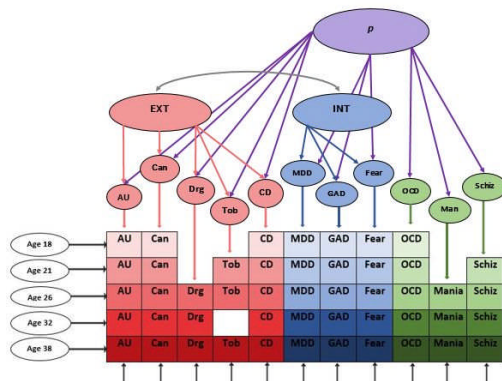 p
EXT INT
Can MDD Fear Schiz
AU Drg GAD OCD
Tob CD Man
Age 18 AU Can CD MDD GAD Fear OCD
Age 21 AU Can Tob CD MDD GAD Fear OCD Schiz
Age 26 AU Can Drg Tob CD MDD GAD Fear OCD Mania Schiz
Age 32 AU Can Drg CD MDD GAD Fear OCD Mania Schiz
Age 38 AU Can Drg Tob CD MDD GAD Fear OCD Mania Schiz